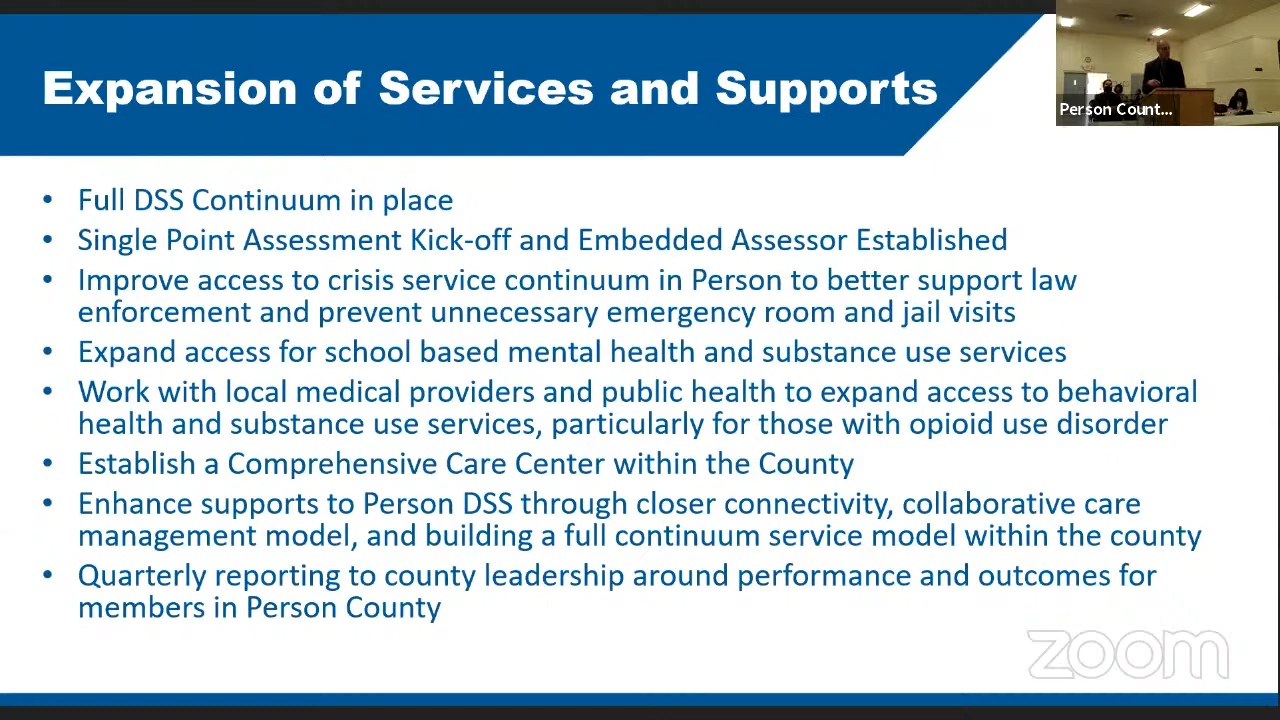 Expansion of Services and Supports
Person Count...
• Full DSS Continuum in place
• Single Point Assessment Kick-off and Embedded Assessor Established
• Improve access to crisis service continuum in Person to better support law
enforcement and prevent unnecessary emergency room and jail visits
• Expand access for school based mental health and substance use services
• Work with local medical providers and public health to expand access to behavioral
health and substance use services, particularly for those with opioid use disorder
• Establish a Comprehensive Care Center within the County
• Enhance supports to Person DSS through closer connectivity, collaborative care
management model, and building a full continuum service model within the county
• Quarterly reporting to county leadership around performance and outcomes for
members in Person County
zoom